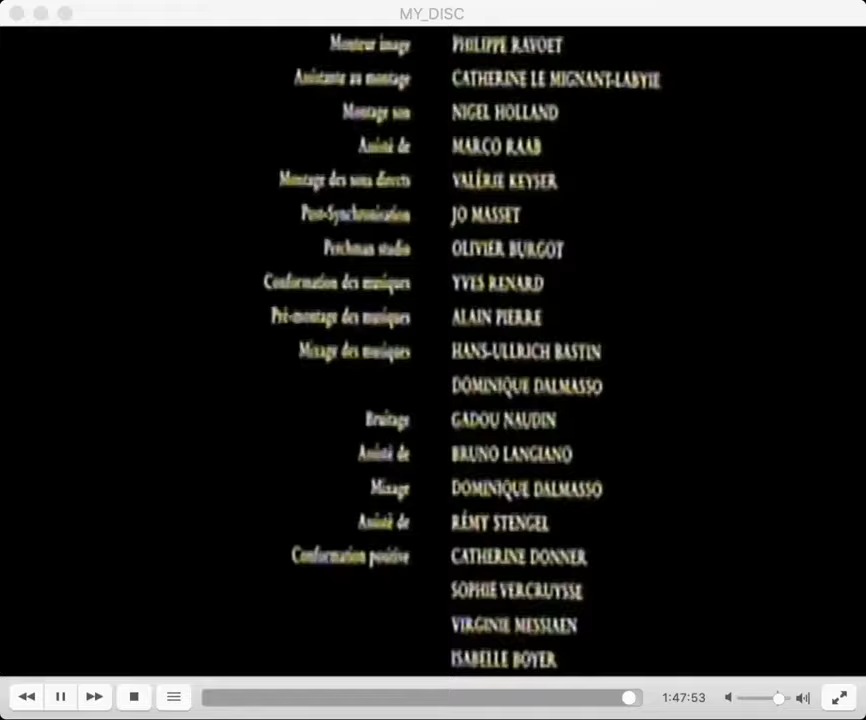 MY_DISC
Monteur image PHILIPPE RAVOET
Assistante au montage CATHERINE LE MIGNANT-LABYIE
Montage son NIGEL HOLLAND
Assisté de MARCO RAAB
Montage des sons directs VALÉRIE KEYSER
Post-Synchronisation JO MASSET
Perchman studio OLIVIER BURGOT
Conformation des musiques YVES RENARD
Pré-montage des musiques ALAIN PIERRE
Mixage des musiques HANS-ULLRICH BASTIN
DOMINIQUE DALMASSO
Bruitage GADOU NAUDIN
Assisté de BRUNO LANGIANO
Mixage DOMINIQUE DALMASSO
Assisté de RÉMY STENGEL
Conformation positive CATHERINE DONNER
SOPHIE VERCRUYSSE
VIRGINIE MESSIAEN
ISABELLE BOYER
1:47:53